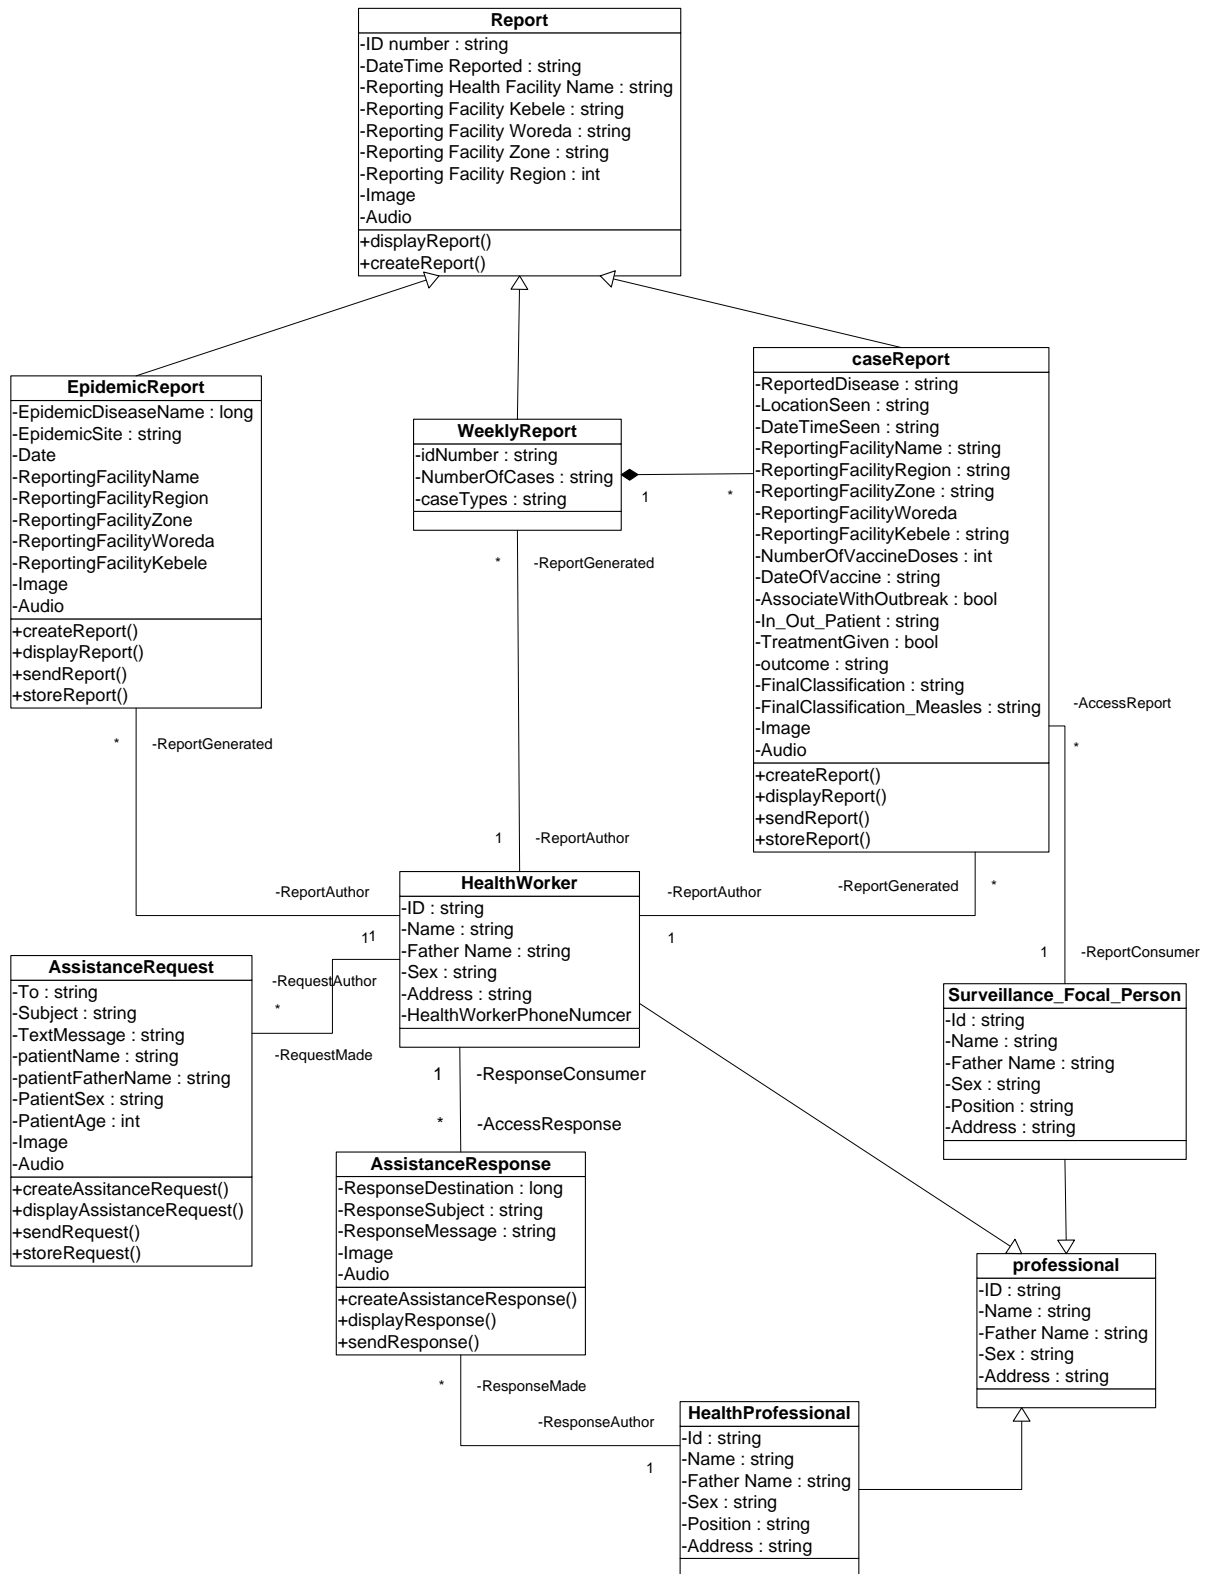 Report
-ID number : string
-DateTime Reported : string
-Reporting Health Facility Name : string
-Reporting Facility Kebele : string
-Reporting Facility Woreda : string
-Reporting Facility Zone : string
-Reporting Facility Region : int
-Image
-Audio
+displayReport()
+createReport()
EpidemicReport
-EpidemicDiseaseName : long
-EpidemicSite : string
-Date
-ReportingFacilityName
-ReportingFacilityRegion
-ReportingFacilityZone
-ReportingFacilityWoreda
-ReportingFacilityKebele
-Image
-Audio
+createReport()
+displayReport()
+sendReport()
+storeReport()
WeeklyReport
-idNumber : string
-NumberOfCases : string
-caseTypes : string
1
*
caseReport
-ReportedDisease : string
-LocationSeen : string
-DateTimeSeen : string
-ReportingFacilityName : string
-ReportingFacilityRegion : string
-ReportingFacilityZone : string
-ReportingFacilityWoreda
-ReportingFacilityKebele : string
-NumberOfVaccineDoses : int
-DateOfVaccine : string
-AssociateWithOutbreak : bool
-In_Out_Patient : string
-TreatmentGiven : bool
-outcome : string
-FinalClassification : string
-FinalClassification_Measles : string
-Image
-Audio
+createReport()
+displayReport()
+sendReport()
+storeReport()
* -ReportGenerated
-AccessReport
*
* -ReportGenerated
1 -ReportAuthor
-ReportAuthor
11
-ReportAuthor
1
-ReportGenerated *
1 -ReportConsumer
HealthWorker
-ID : string
-Name : string
-Father Name : string
-Sex : string
-Address : string
-HealthWorkerPhoneNumcer
AssistanceRequest
-To : string
-Subject : string
-TextMessage : string
-patientName : string
-patientFatherName : string
-PatientSex : string
-PatientAge : int
-Image
-Audio
+createAssitanceRequest()
+displayAssistanceRequest()
+sendRequest()
+storeRequest()
-RequestAuthor
*
-RequestMade
Surveillance_Focal_Person
-Id : string
-Name : string
-Father Name : string
-Sex : string
-Position : string
-Address : string
1 -ResponseConsumer
* -AccessResponse
AssistanceResponse
-ResponseDestination : long
-ResponseSubject : string
-ResponseMessage : string
-Image
-Audio
+createAssistanceResponse()
+displayResponse()
+sendResponse()
professional
-ID : string
-Name : string
-Father Name : string
-Sex : string
-Address : string
* -ResponseMade
-ResponseAuthor
1
HealthProfessional
-Id : string
-Name : string
-Father Name : string
-Sex : string
-Position : string
-Address : string